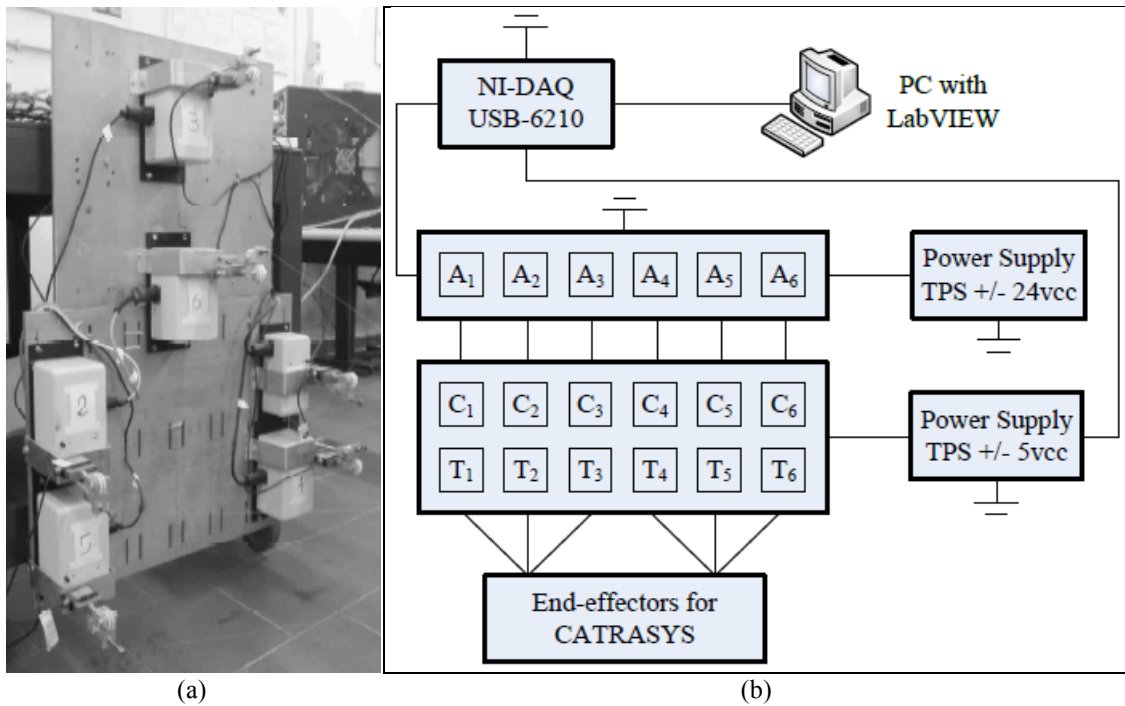 3
6
2
5
NI-DAQ
USB-6210
PC with
LabVIEW
A₁ A₂ A₃ A₄ A₅ A₆
Power Supply
TPS +/- 24vcc
C₁ C₂ C₃ C₄ C₅ C₆
T₁ T₂ T₃ T₄ T₅ T₆
Power Supply
TPS +/- 5vcc
End-effectors for
CATRASYS
(a)
(b)